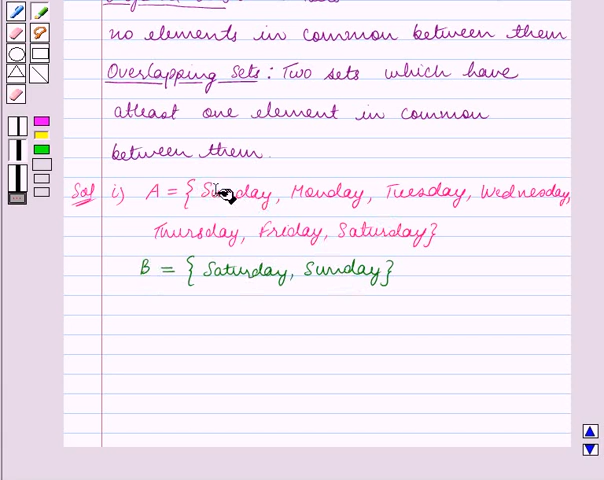 no elements in common between them
Overlapping Sets : Two sets which have
atleast one element in common
between them.
Sol i) A = { Sunday, Monday, Tuesday, Wednesday,
Thursday, Friday, Saturday}
B = { Saturday, Sunday}